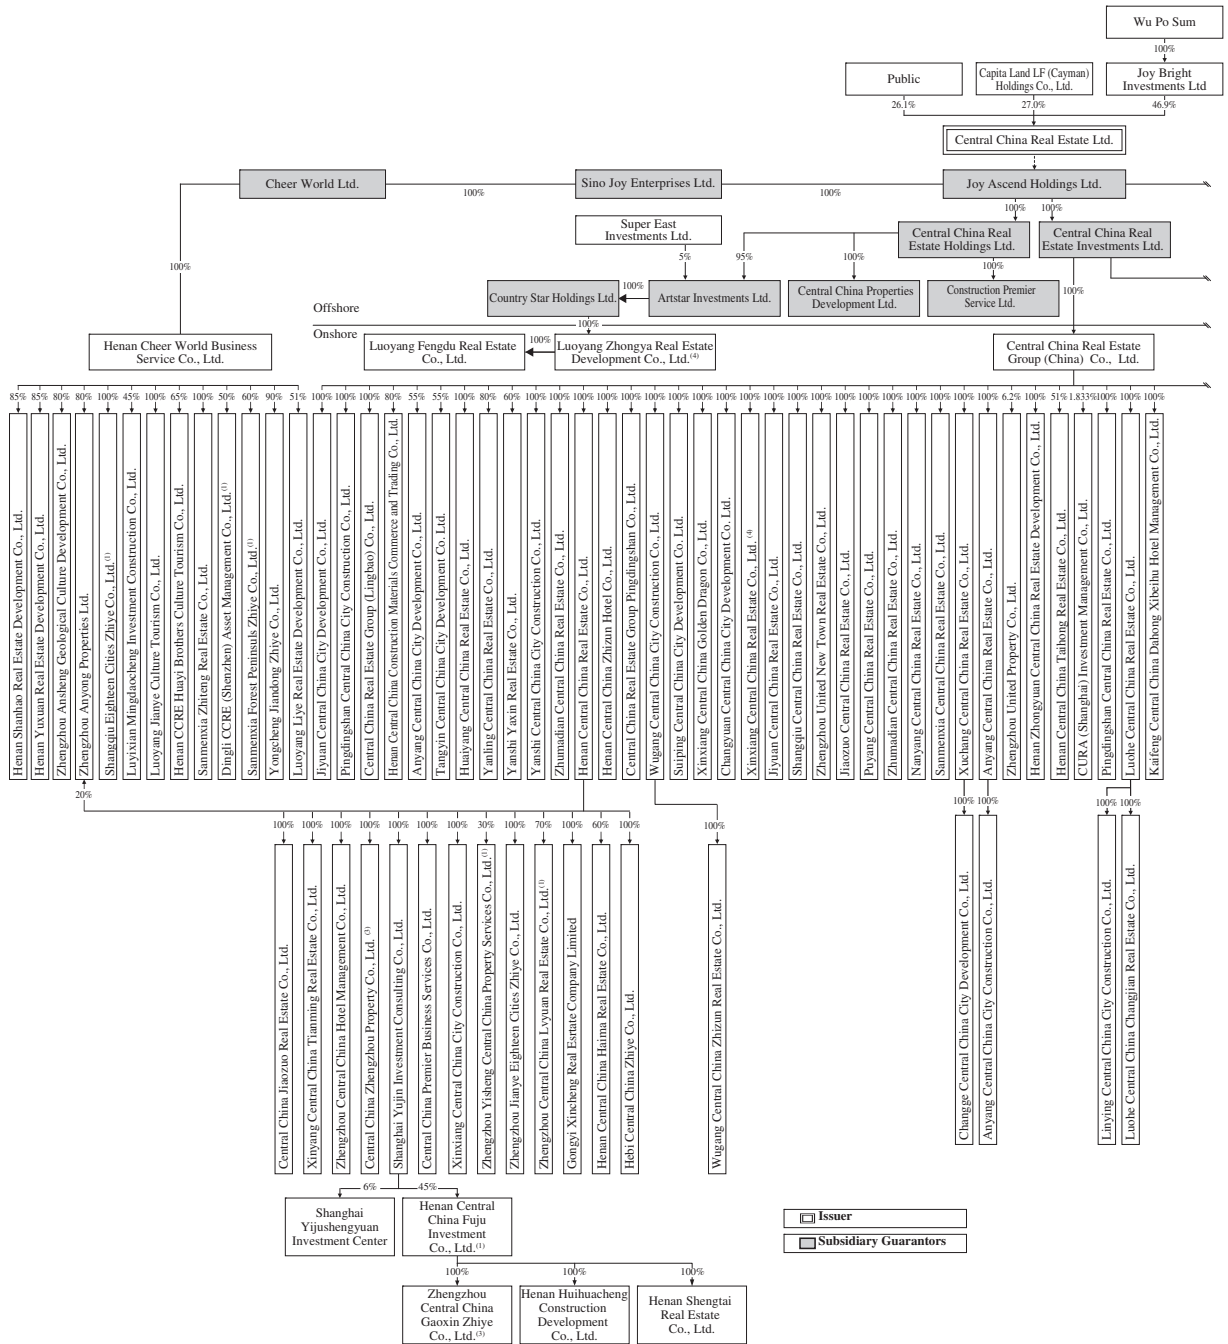 Wu Po Sum
100%
Public
Capita Land LF (Cayman)
Holdings Co., Ltd.
Joy Bright
Investments Ltd
26.1%
27.0%
46.9%
Central China Real Estate Ltd.
Cheer World Ltd.
100%
Sino Joy Enterprises Ltd.
100%
Joy Ascend Holdings Ltd.
100%
100%
Super East
Investments Ltd.
Central China Real
Estate Holdings Ltd.
Central China Real
Estate Investments Ltd.
100%
5%
95%
100%
100%
100%
Country Star Holdings Ltd.
100%
Artstar Investments Ltd.
Central China Properties
Development Ltd.
Construction Premier
Service Ltd.
Offshore
Onshore
100%
Henan Cheer World Business
Service Co., Ltd.
Luoyang Fengdu Real Estate
Co., Ltd.
100%
Luoyang Zhongya Real Estate
Development Co., Ltd.(4)
Central China Real Estate
Group (China) Co., Ltd.
85% 85% 80% 80% 100% 45% 100% 65% 100% 50% 60% 90% 51% 100% 100% 100% 80% 55% 55% 100% 80% 60% 100% 100% 100% 100% 100% 100% 100% 100% 100% 100% 100% 100% 100% 100% 100% 100% 100% 100% 100% 6.2% 100% 51% 1.833% 100% 100% 100%
Henan Shanhao Real Estate Development Co., Ltd.
Henan Yuxuan Real Estate Development Co., Ltd.
Zhengzhou Ansheng Geological Culture Development Co., Ltd.
Zhengzhou Anyong Properties Ltd.
Shangqiu Eighteen Cities Zhiye Co., Ltd.(1)
Luyixian Mingdaocheng Investment Construction Co., Ltd.
Luoyang Jianye Culture Tourism Co., Ltd.
Henan CCRE Huayi Brothers Culture Tourism Co., Ltd.
Sanmenxia Zhiteng Real Estate Co., Ltd.
Dingli CCRE (Shenzhen) Asset Management Co., Ltd.(1)
Sanmenxia Forest Peninsuls Zhiye Co., Ltd.(1)
Yongcheng Jiandong Zhiye Co., Ltd.
Luoyang Liye Real Estate Development Co., Ltd.
Jiyuan Central China City Development Co., Ltd.
Pingdingshan Central China City Construction Co., Ltd.
Central China Real Estate Group (Lingbao) Co., Ltd.
Henan Central China Construction Materials Commerce and Trading Co., Ltd.
Anyang Central China City Development Co., Ltd.
Tangyin Central China City Development Co., Ltd.
Huaiyang Central China Real Estate Co., Ltd.
Yanling Central China Real Estate Co., Ltd.
Yanshi Yaxin Real Estate Co., Ltd.
Yanshi Central China City Construction Co., Ltd.
Zhumadian Central China Real Estate Co., Ltd.
Henan Central China Real Estate Co., Ltd.
Henan Central China Zhizun Hotel Co., Ltd.
Central China Real Estate Group Pingdingshan Co., Ltd.
Wugang Central China City Construction Co., Ltd.
Suiping Central China City Development Co., Ltd.
Xinxiang Central China Golden Dragon Co., Ltd.
Changyuan Central China City Development Co. Ltd.
Xinxiang Central China Real Estate Co., Ltd. (4)
Jiyuan Central China Real Estate Co., Ltd.
Shangqiu Central China Real Estate Co., Ltd.
Zhengzhou United New Town Real Estate Co., Ltd.
Jiaozuo Central China Real Estate Co., Ltd.
Puyang Central China Real Estate Co., Ltd.
Zhumadian Central China Real Estate Co., Ltd.
Nanyang Central China Real Estate Co., Ltd.
Sanmenxia Central China Real Estate Co., Ltd.
Xuchang Central China Real Estate Co., Ltd.
Anyang Central China Real Estate Co., Ltd.
Zhengzhou United Property Co., Ltd.
Henan Zhongyuan Central China Real Estate Development Co., Ltd.
Henan Central China Taihong Real Estate Co., Ltd.
CURA (Shanghai) Investment Management Co., Ltd.
Pingdingshan Central China Real Estate Co., Ltd.
Luohe Central China Real Estate Co., Ltd.
Kaifeng Central China Dahong Xibeihu Hotel Management Co., Ltd.
20%
100% 100% 100% 100% 100% 100% 100% 30% 100% 70% 100% 60% 100%
100%
100% 100%
100% 100%
Central China Jiaozuo Real Estate Co., Ltd.
Xinyang Central China Tianming Real Estate Co., Ltd.
Zhengzhou Central China Hotel Management Co., Ltd.
Central China Zhengzhou Property Co., Ltd. (3)
Shanghai Yujin Investment Consulting Co., Ltd.
Central China Premier Business Services Co., Ltd.
Xinxiang Central China City Construction Co., Ltd.
Zhengzhou Yisheng Central China Property Services Co., Ltd.(1)
Zhengzhou Jianye Eighteen Cities Zhiye Co., Ltd.
Zhengzhou Central China Lvyuan Real Estate Co., Ltd.(1)
Gongyi Xincheng Real Esrtate Company Limited
Henan Central China Haima Real Estate Co., Ltd.
Hebi Central China Zhiye Co., Ltd.
Wugang Central China Zhizun Real Estate Co., Ltd.
Changge Central China City Development Co., Ltd.
Anyang Central China City Construction Co., Ltd.
Linying Central China City Construction Co., Ltd.
Luohe Central China Changjian Real Estate Co., Ltd.
6%
45%
Shanghai
Yijushengyuan
Investment Center
Henan Central
China Fuju
Investment
Co., Ltd.(1)
100%
100%
100%
Zhengzhou
Central China
Gaoxin Zhiye
Co., Ltd.(3)
Henan Huihuacheng
Construction
Development
Co., Ltd.
Henan Shengtai
Real Estate
Co., Ltd.
Issuer
Subsidiary Guarantors